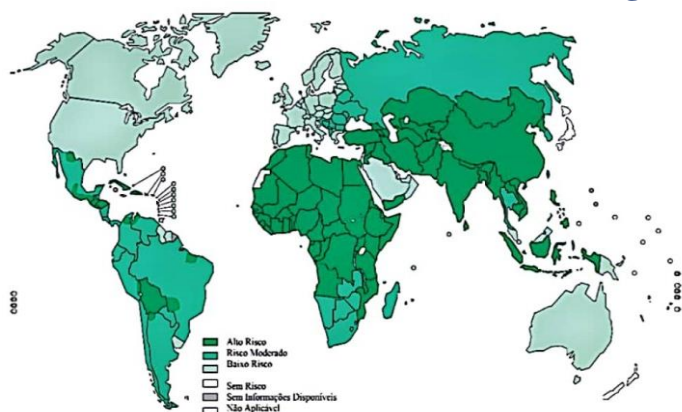 Alto Risco
Risco Moderado
Baixo Risco
Sem Risco
Sem Informações Disponíveis
Não Aplicável